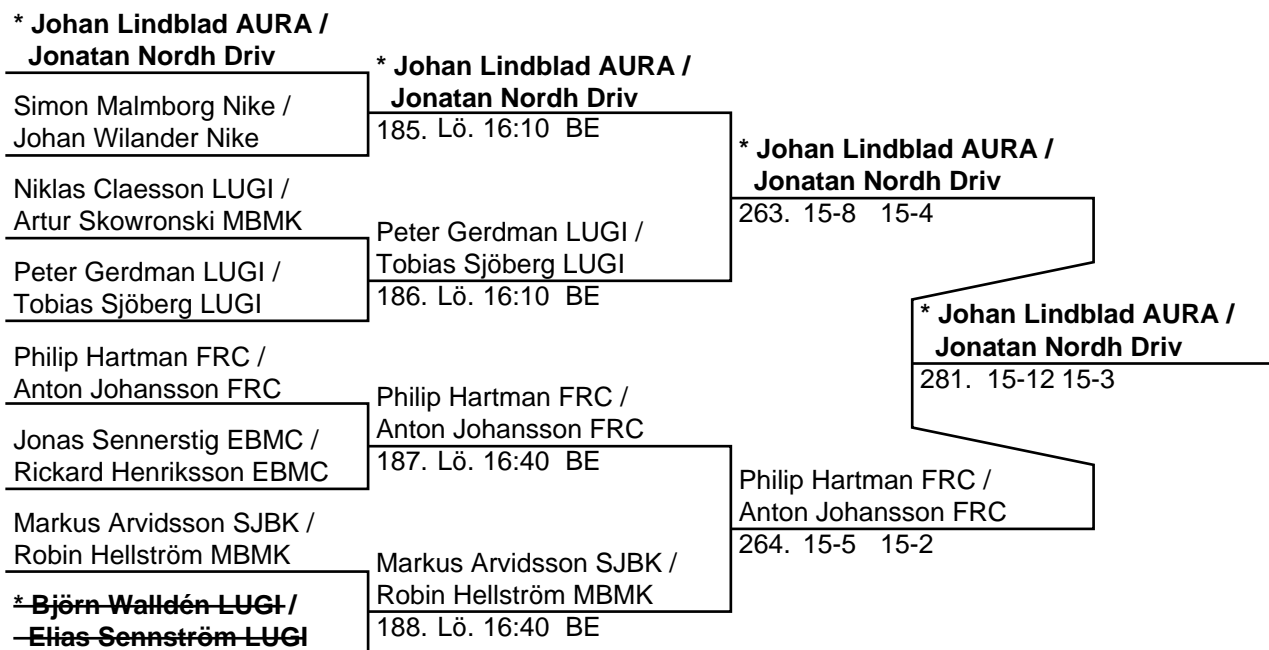 * Johan Lindblad AURA /
Jonatan Nordh Driv
Simon Malmborg Nike /
Johan Wilander Nike
Niklas Claesson LUGI /
Artur Skowronski MBMK
Peter Gerdman LUGI /
Tobias Sjöberg LUGI
Philip Hartman FRC /
Anton Johansson FRC
Jonas Sennerstig EBMC /
Rickard Henriksson EBMC
Markus Arvidsson SJBK /
Robin Hellström MBMK
* Björn Walldén LUGI /
Elias Sennström LUGI
* Johan Lindblad AURA /
Jonatan Nordh Driv
185. Lö. 16:10 BE
Peter Gerdman LUGI /
Tobias Sjöberg LUGI
186. Lö. 16:10 BE
Philip Hartman FRC /
Anton Johansson FRC
187. Lö. 16:40 BE
Markus Arvidsson SJBK /
Robin Hellström MBMK
188. Lö. 16:40 BE
* Johan Lindblad AURA /
Jonatan Nordh Driv
263. 15-8 15-4
Philip Hartman FRC /
Anton Johansson FRC
264. 15-5 15-2
* Johan Lindblad AURA /
Jonatan Nordh Driv
281. 15-12 15-3